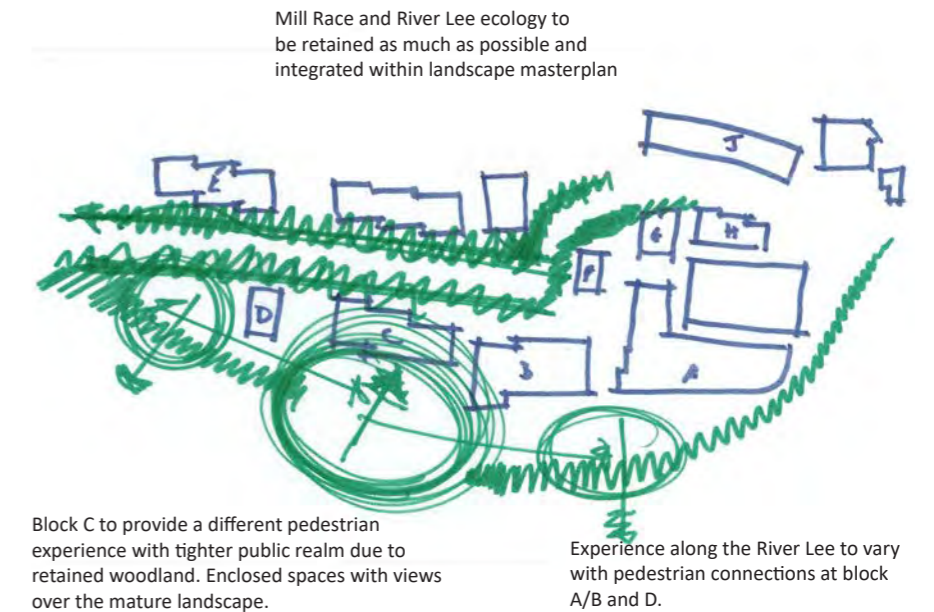 Mill Race and River Lee ecology to
be retained as much as possible and
integrated within landscape masterplan
J
E
G
H
F
D
C
B
A
Block C to provide a different pedestrian
experience with tighter public realm due to
retained woodland. Enclosed spaces with views
over the mature landscape.
Experience along the River Lee to vary
with pedestrian connections at block
A/B and D.